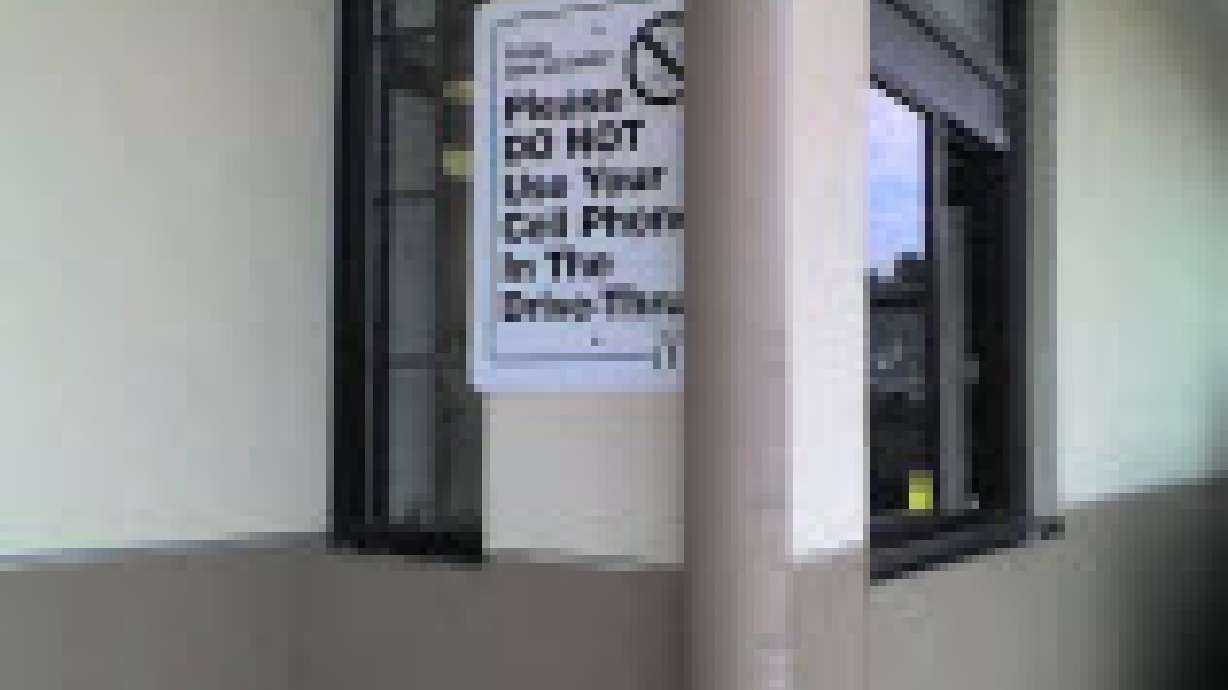 Please
DO NOT
Use Your
Cell Phone
In The
Drive-Thru